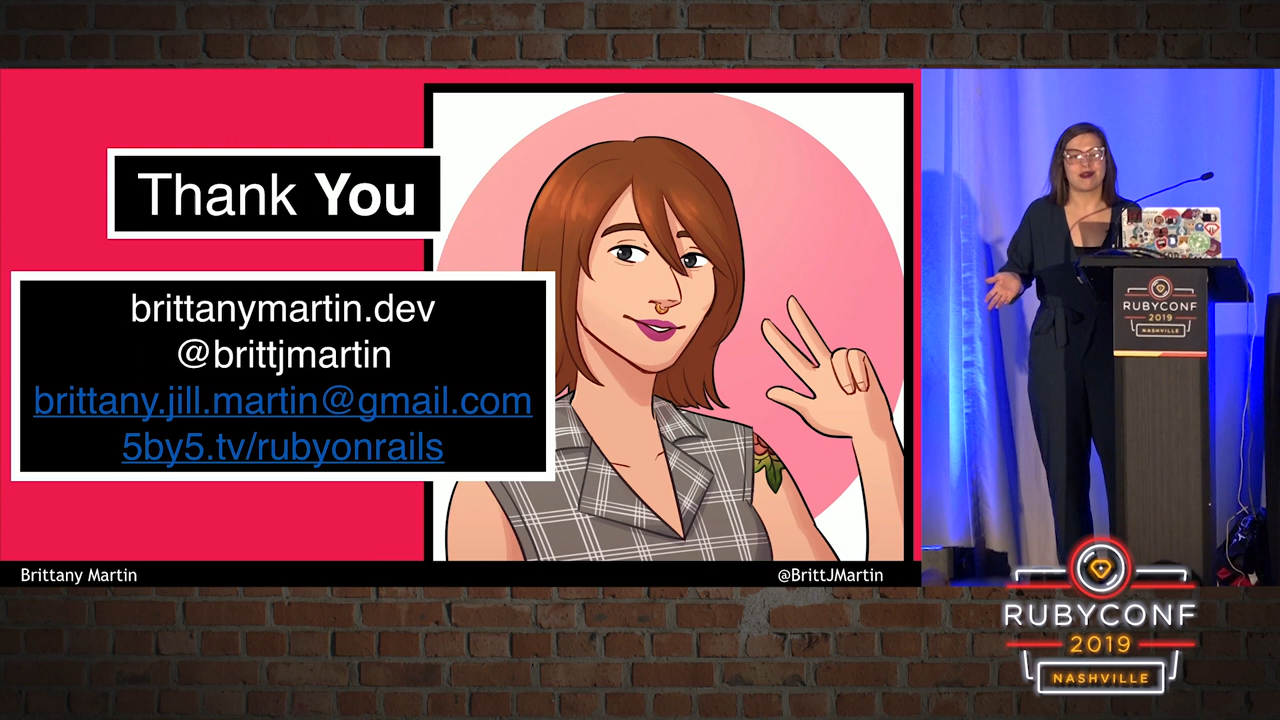 Thank You
brittanymartin.dev
@brittjmartin
brittany.jill.martin@gmail.com
5by5.tv/rubyonrails
Brittany Martin
@BrittJMartin
RUBYCONF
2019
NASHVILLE
RUBYCONF
2019
NASHVILLE